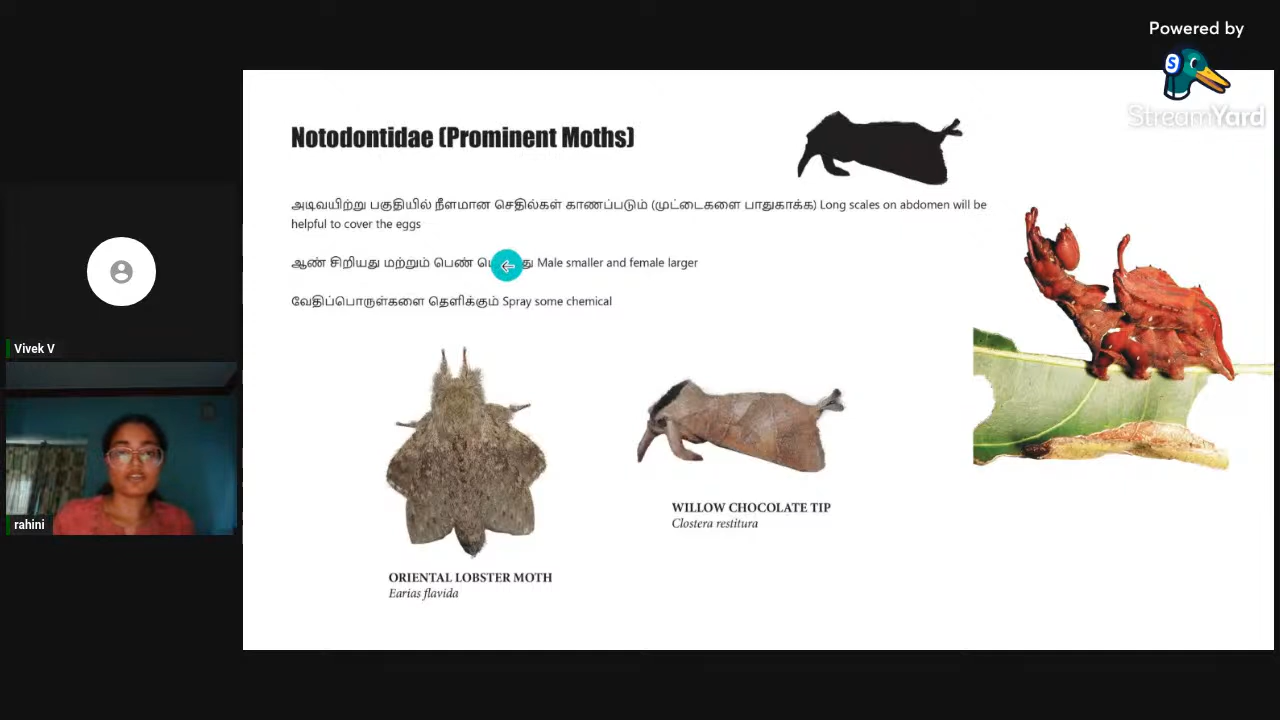 Powered by
StreamYard
Notodontidae (Prominent Moths)
அடிவயிற்று பகுதியில் நீளமான செதில்கள் காணப்படும் (முட்டைகளை பாதுகாக்க) Long scales on abdomen will be
helpful to cover the eggs
ஆண் சிறியது மற்றும் பெண் Male smaller and female larger
வேதிப்பொருள்களை தெளிக்கும் Spray some chemical
Vivek V
rahini
WILLOW CHOCOLATE TIP
Clostera restitura
ORIENTAL LOBSTER MOTH
Earias flavida